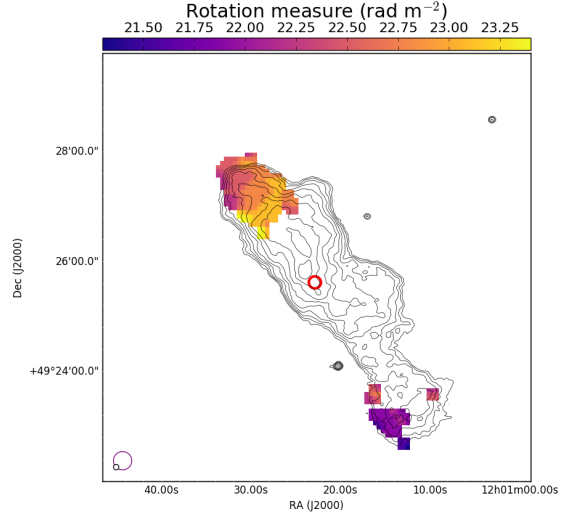 Rotation measure (rad m⁻²)
21.50 21.75 22.00 22.25 22.50 22.75 23.00 23.25
28'00.0"
26'00.0"
+49°24'00.0"
Dec (J2000)
40.00s 30.00s 20.00s 10.00s 12h01m00.00s
RA (J2000)